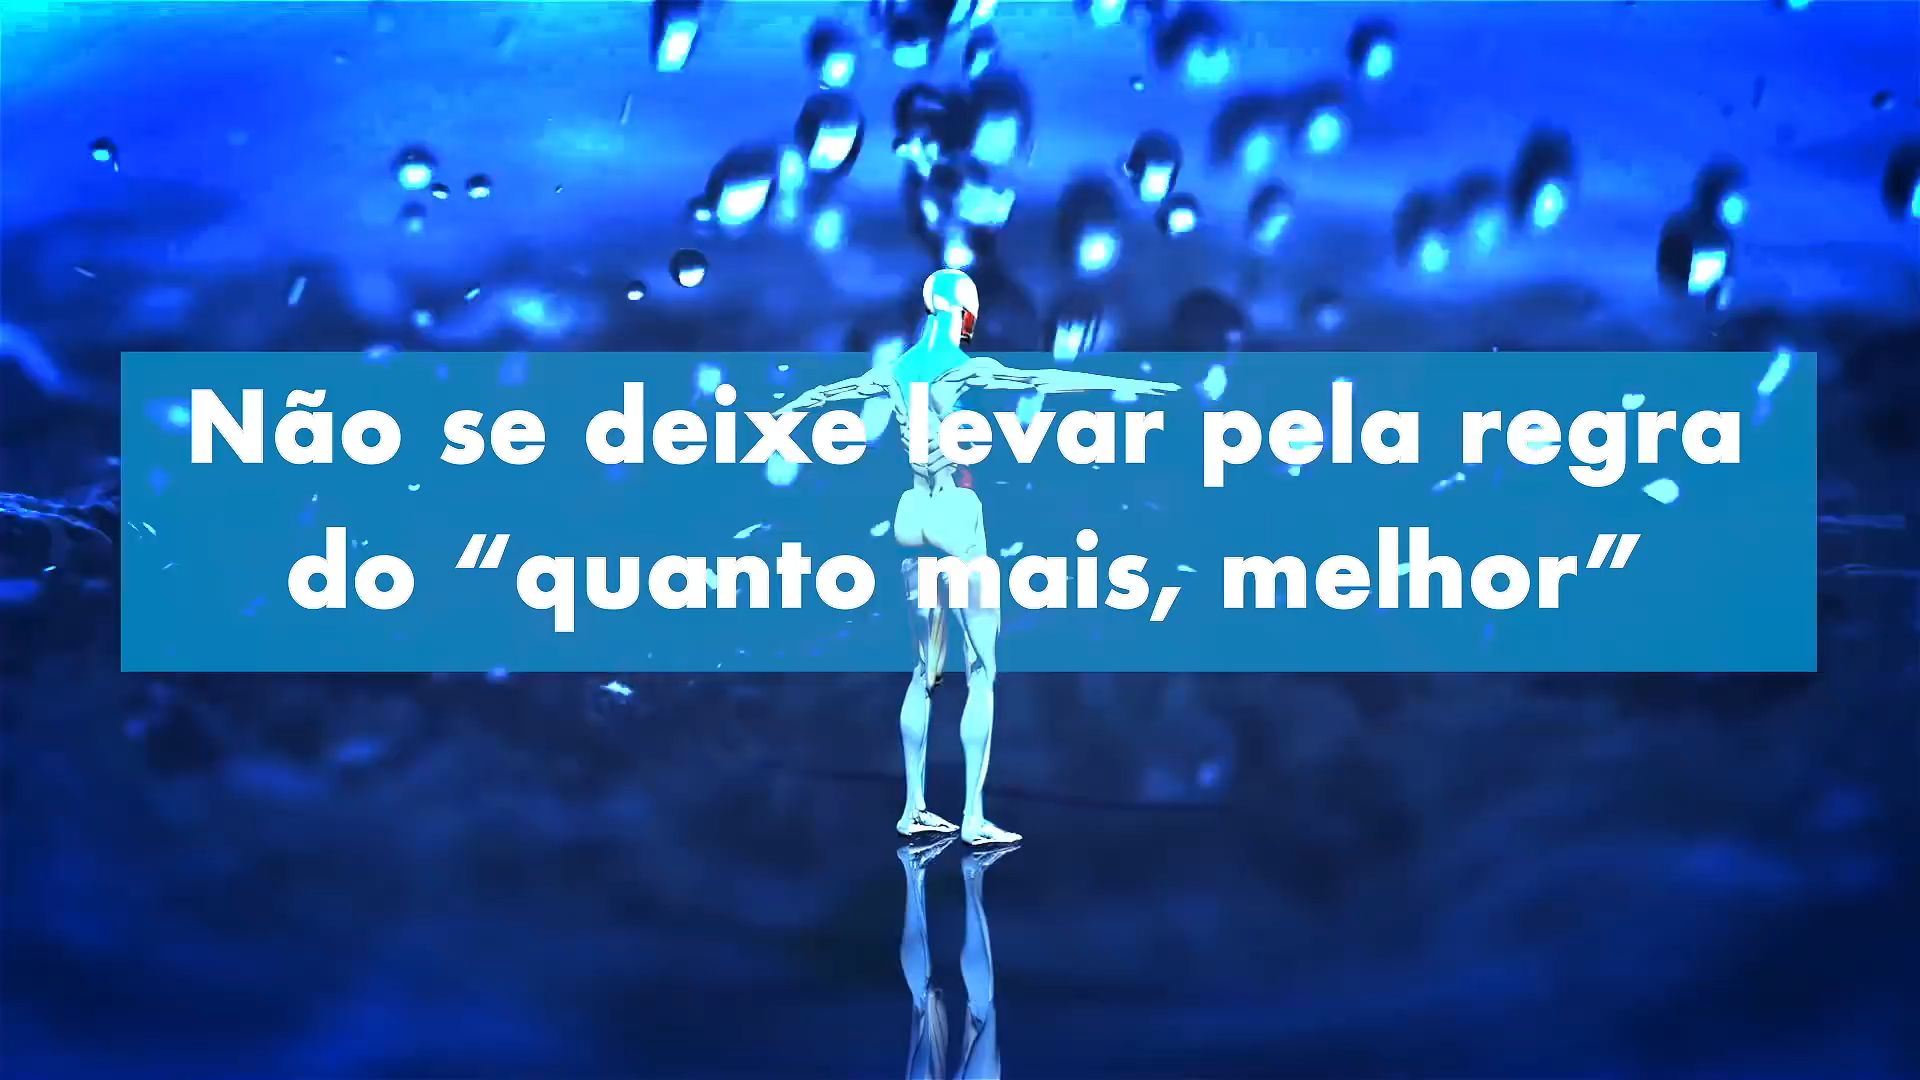 Não se deixe levar pela regra
do “quanto mais, melhor”